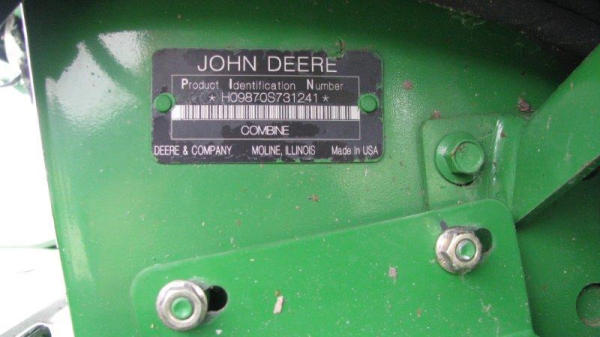 JOHN DEERE
Product Identification Number
* H09870S731241 *
COMBINE
DEERE & COMPANY MOLINE, ILLINOIS Made In USA